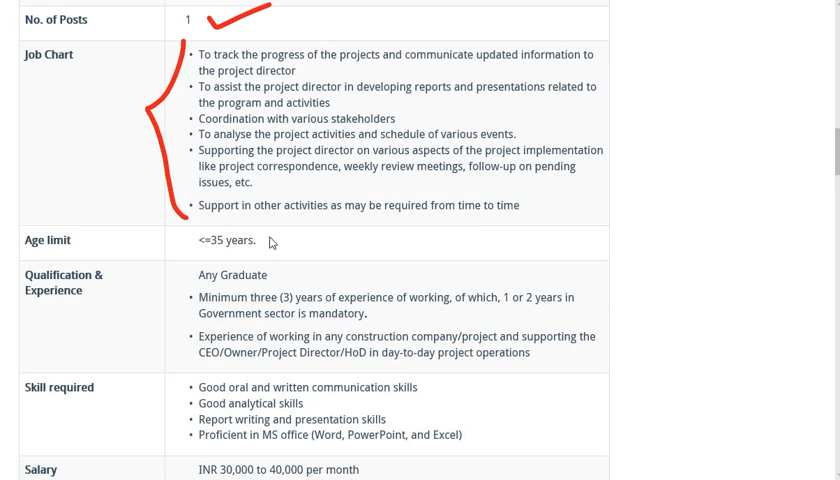 No. of Posts 1
Job Chart • To track the progress of the projects and communicate updated information to
the project director
• To assist the project director in developing reports and presentations related to
the program and activities
• Coordination with various stakeholders
• To analyse the project activities and schedule of various events.
• Supporting the project director on various aspects of the project implementation
like project correspondence, weekly review meetings, follow-up on pending
issues, etc.
• Support in other activities as may be required from time to time
Age limit <=35 years.
Qualification & Any Graduate
Experience
• Minimum three (3) years of experience of working, of which, 1 or 2 years in
Government sector is mandatory.
• Experience of working in any construction company/project and supporting the
CEO/Owner/Project Director/HoD in day-to-day project operations
Skill required • Good oral and written communication skills
• Good analytical skills
• Report writing and presentation skills
• Proficient in MS office (Word, PowerPoint, and Excel)
Salary INR 30,000 to 40,000 per month